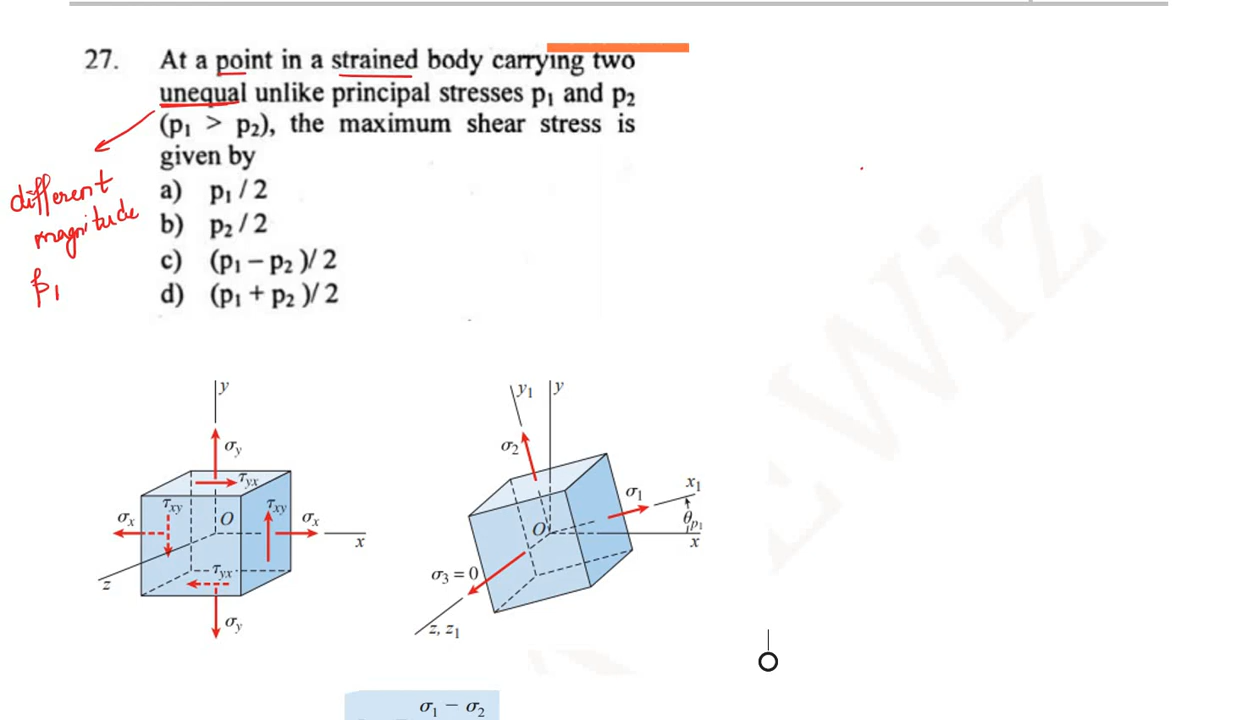 27. At a point in a strained body carrying two
unequal unlike principal stresses p₁ and p₂
(p₁ > p₂), the maximum shear stress is
given by
a) p₁ / 2
b) p₂ / 2
c) (p₁ – p₂ )/ 2
d) (p₁ + p₂ )/ 2
different
magnitude
p₁
y
σy
τyx
τxy
τxy
σx
O
σx
x
τyx
z
σy
y₁
y
σ₂
σ₁
x₁
θp₁
O
x
σ₃ = 0
z, z₁
σ₁ − σ₂